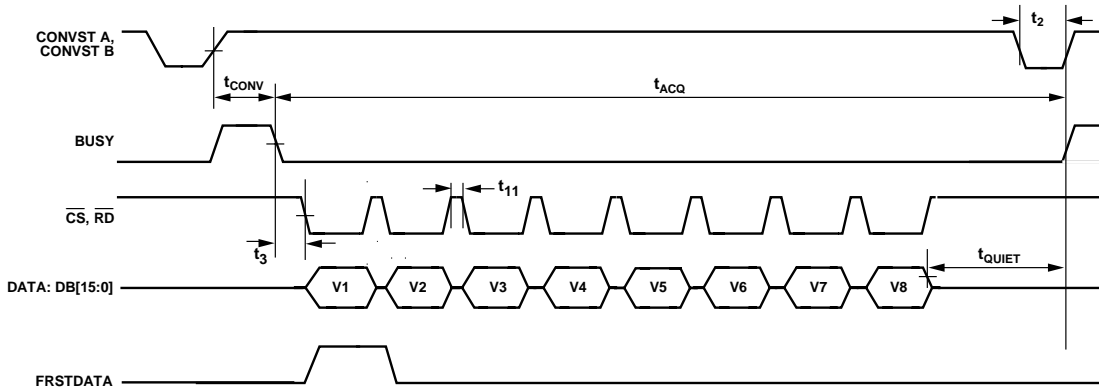 CONVST A,
CONVST B
t2
tCONV
tACQ
BUSY
CS, RD
t11
t3
tQUIET
DATA: DB[15:0]
V1 V2 V3 V4 V5 V6 V7 V8
FRSTDATA